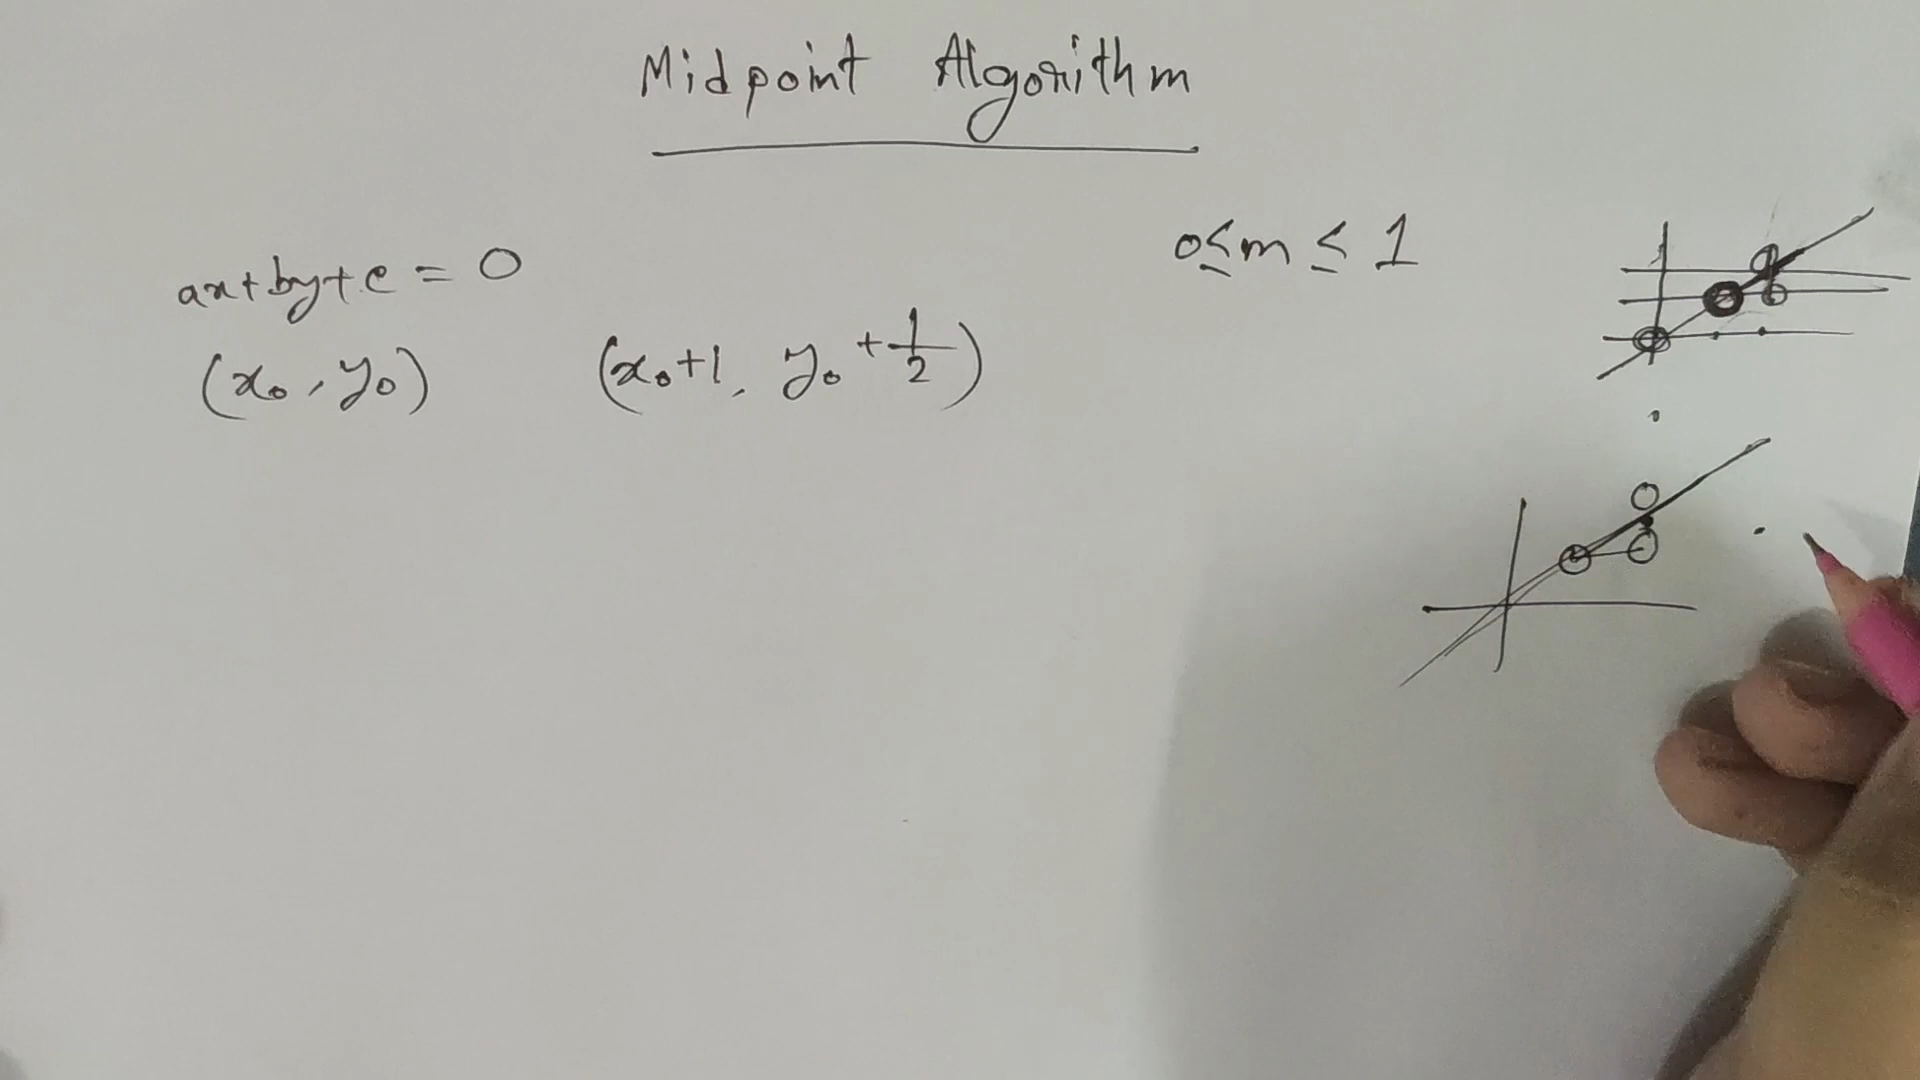 Midpoint Algorithm
0≤m ≤ 1
ax+by+c = 0
(x₀, y₀) (x₀+1, y₀+1/2)